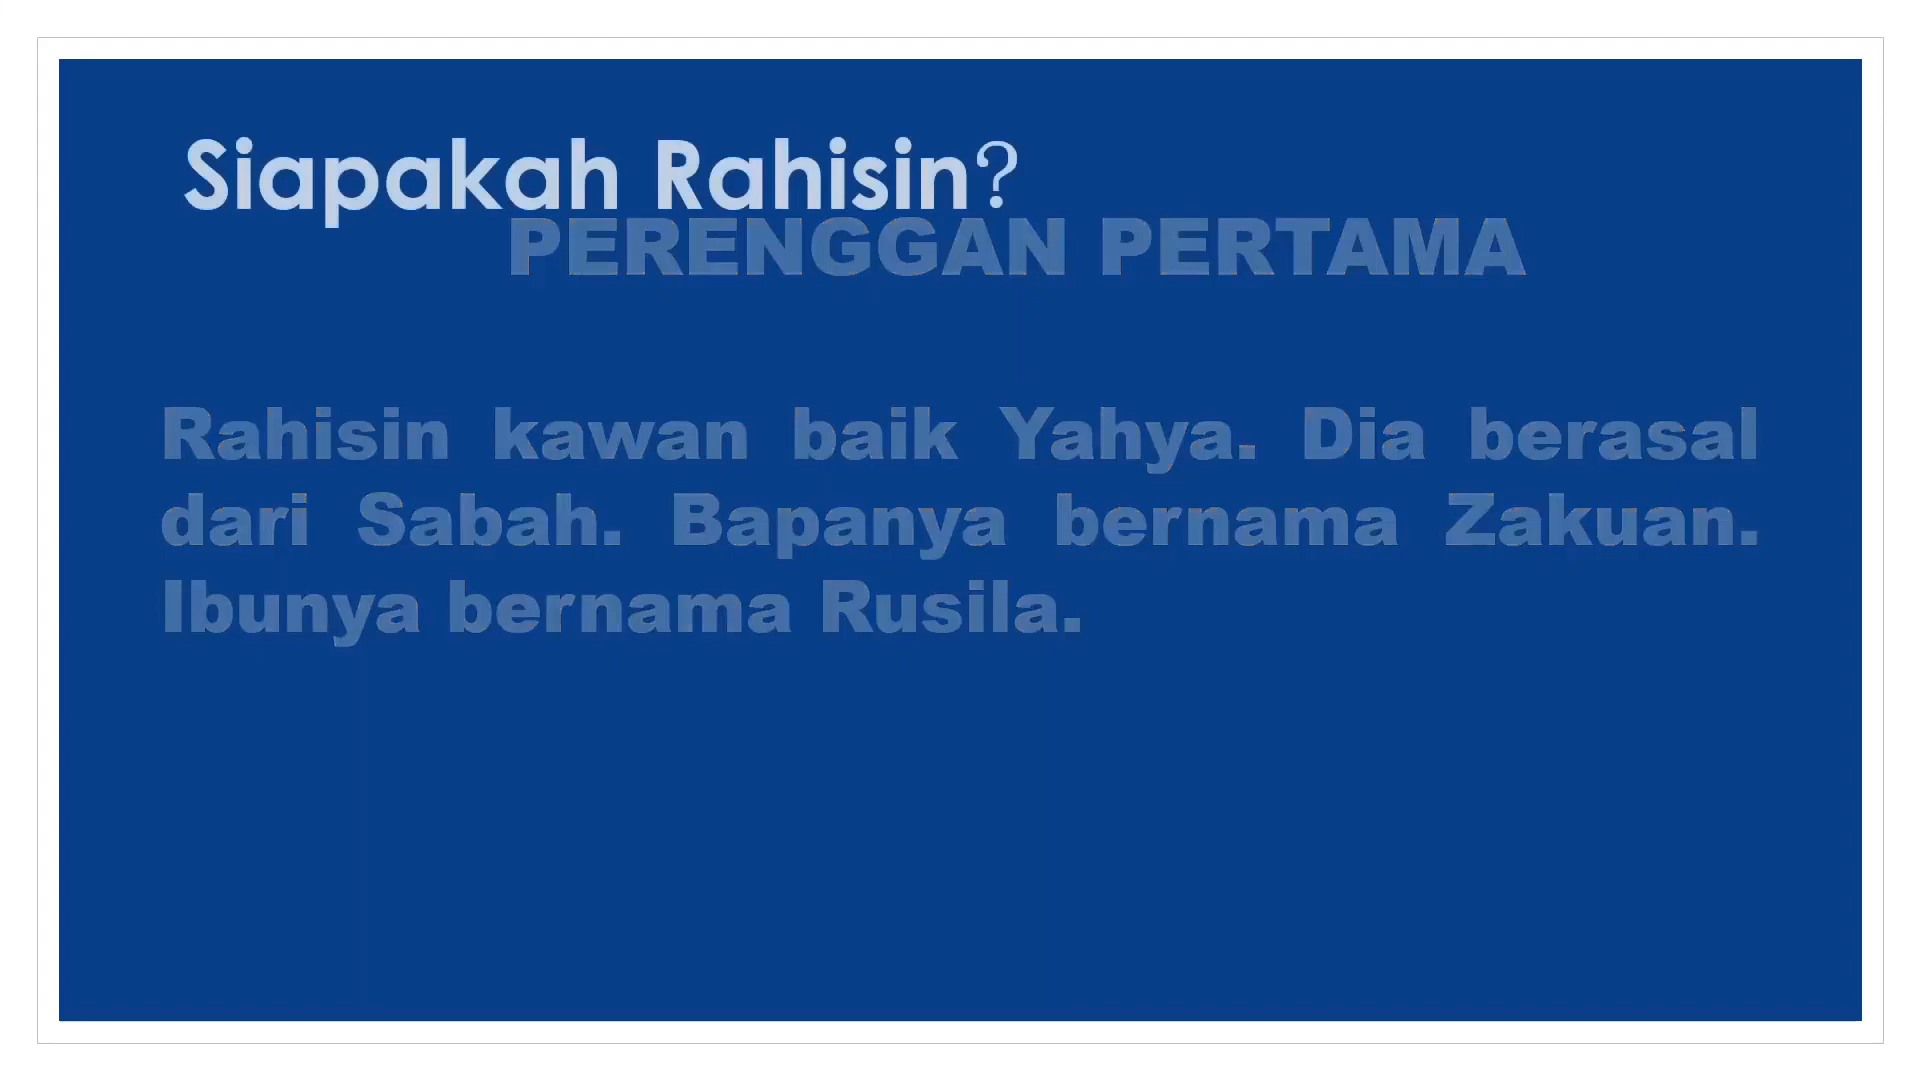 Siapakah Rahisin?
PERENGGAN PERTAMA
Rahisin kawan baik Yahya. Dia berasal
dari Sabah. Bapanya bernama Zakuan.
Ibunya bernama Rusila.